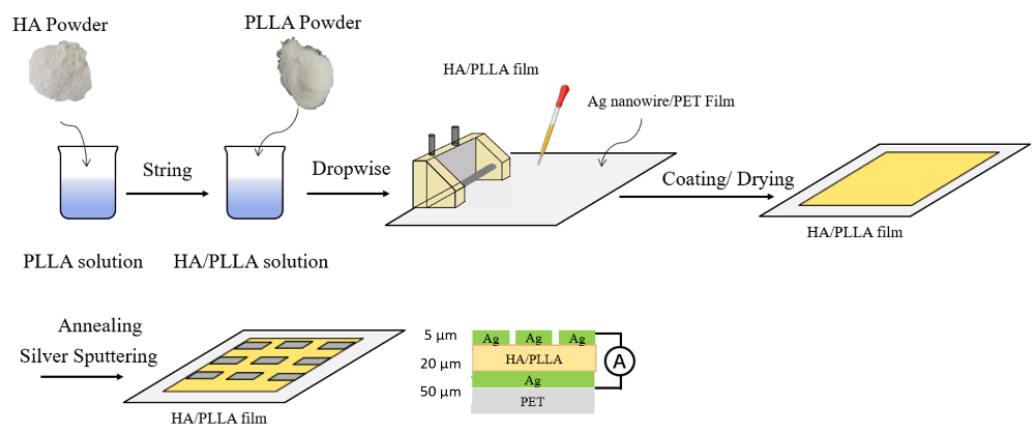 HA Powder
PLLA Powder
HA/PLLA film
Ag nanowire/PET Film
String
Dropwise
Coating/ Drying
PLLA solution
HA/PLLA solution
HA/PLLA film
Annealing
Silver Sputtering
HA/PLLA film
5 μm
Ag Ag Ag
20 μm
HA/PLLA
A
Ag
50 μm
PET